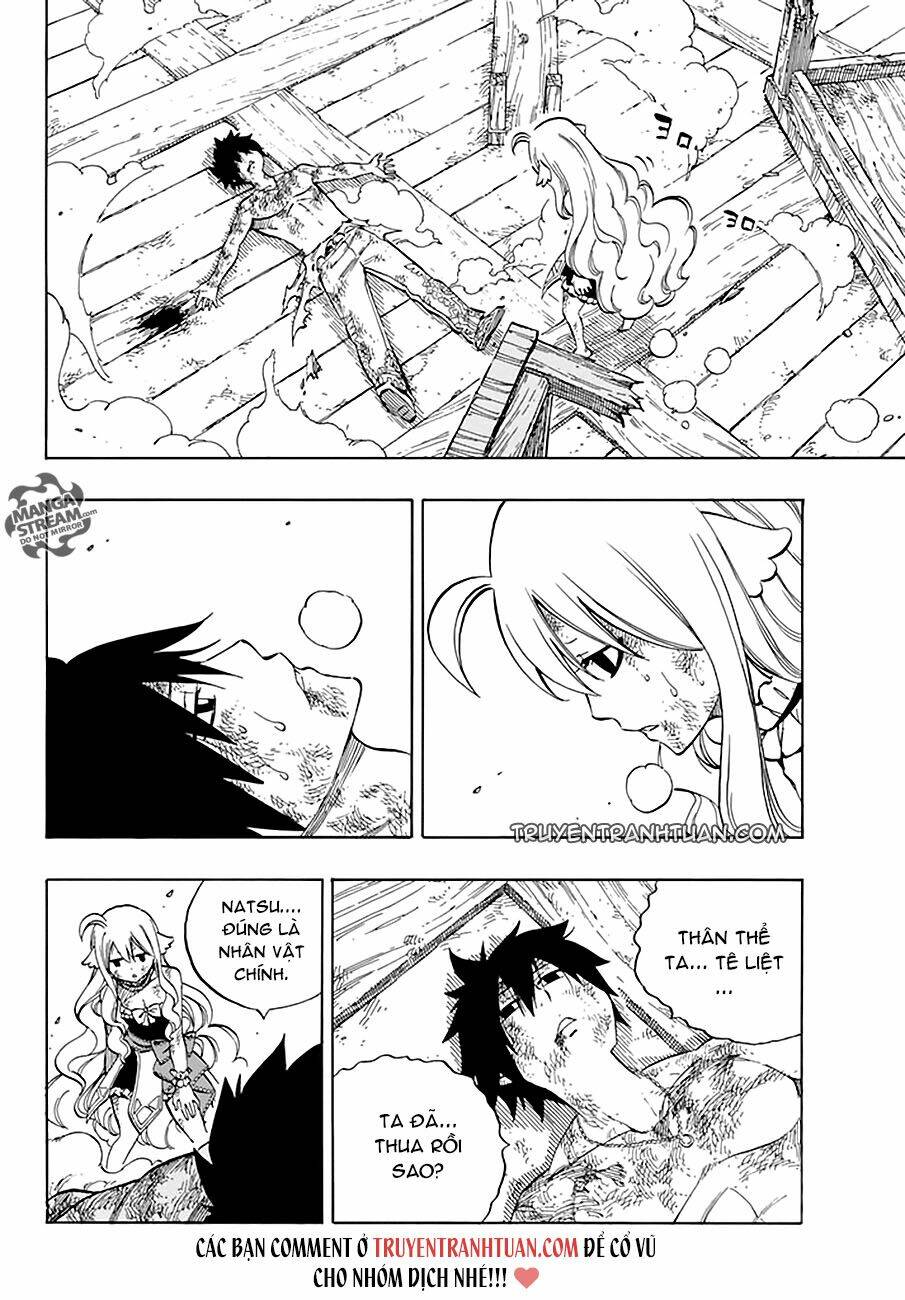 ヨロ
ヨロ
MANGA
STREAM.com
DO NOT MIRROR
TRUYENTRANHTUAN.COM
THÂN THỂ
TA... TÊ LIỆT
...
TA ĐÃ...
THUA RỒI
SAO?
NATSU....
ĐÚNG LÀ
NHÂN VẬT
CHÍNH.
CÁC BẠN COMMENT Ở TRUYENTRANHTUAN.COM ĐỂ CỔ VŨ
CHO NHÓM DỊCH NHÉ!!! ❤